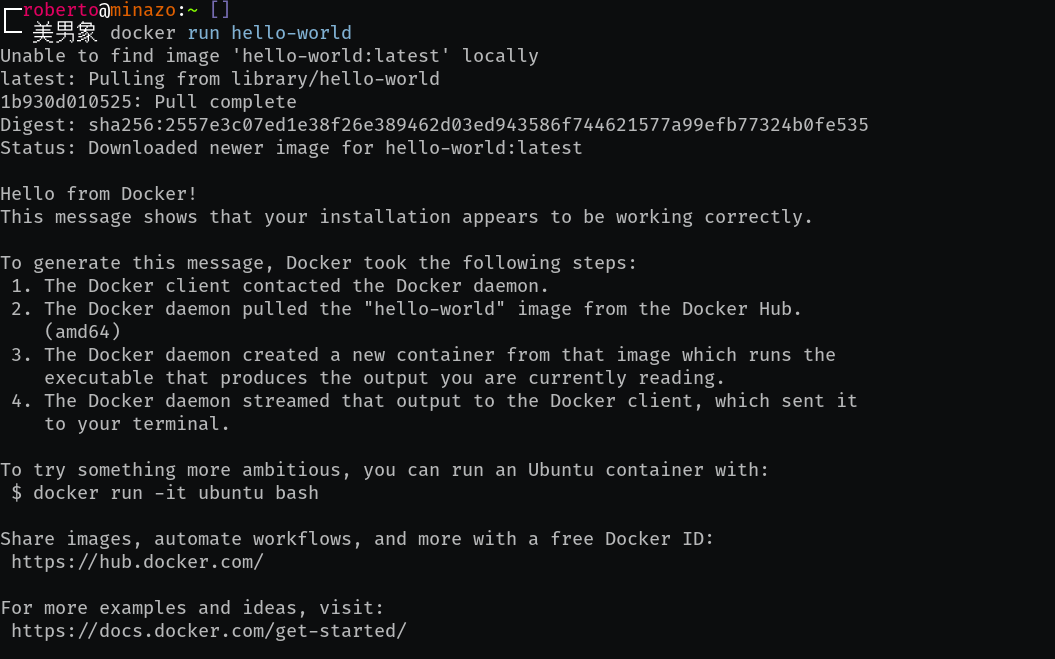 roberto@minazo:~ []
美男象 docker run hello-world
Unable to find image 'hello-world:latest' locally
latest: Pulling from library/hello-world
1b930d010525: Pull complete
Digest: sha256:2557e3c07ed1e38f26e389462d03ed943586f744621577a99efb77324b0fe535
Status: Downloaded newer image for hello-world:latest
Hello from Docker!
This message shows that your installation appears to be working correctly.
To generate this message, Docker took the following steps:
1. The Docker client contacted the Docker daemon.
2. The Docker daemon pulled the "hello-world" image from the Docker Hub.
(amd64)
3. The Docker daemon created a new container from that image which runs the
executable that produces the output you are currently reading.
4. The Docker daemon streamed that output to the Docker client, which sent it
to your terminal.
To try something more ambitious, you can run an Ubuntu container with:
$ docker run -it ubuntu bash
Share images, automate workflows, and more with a free Docker ID:
https://hub.docker.com/
For more examples and ideas, visit:
https://docs.docker.com/get-started/